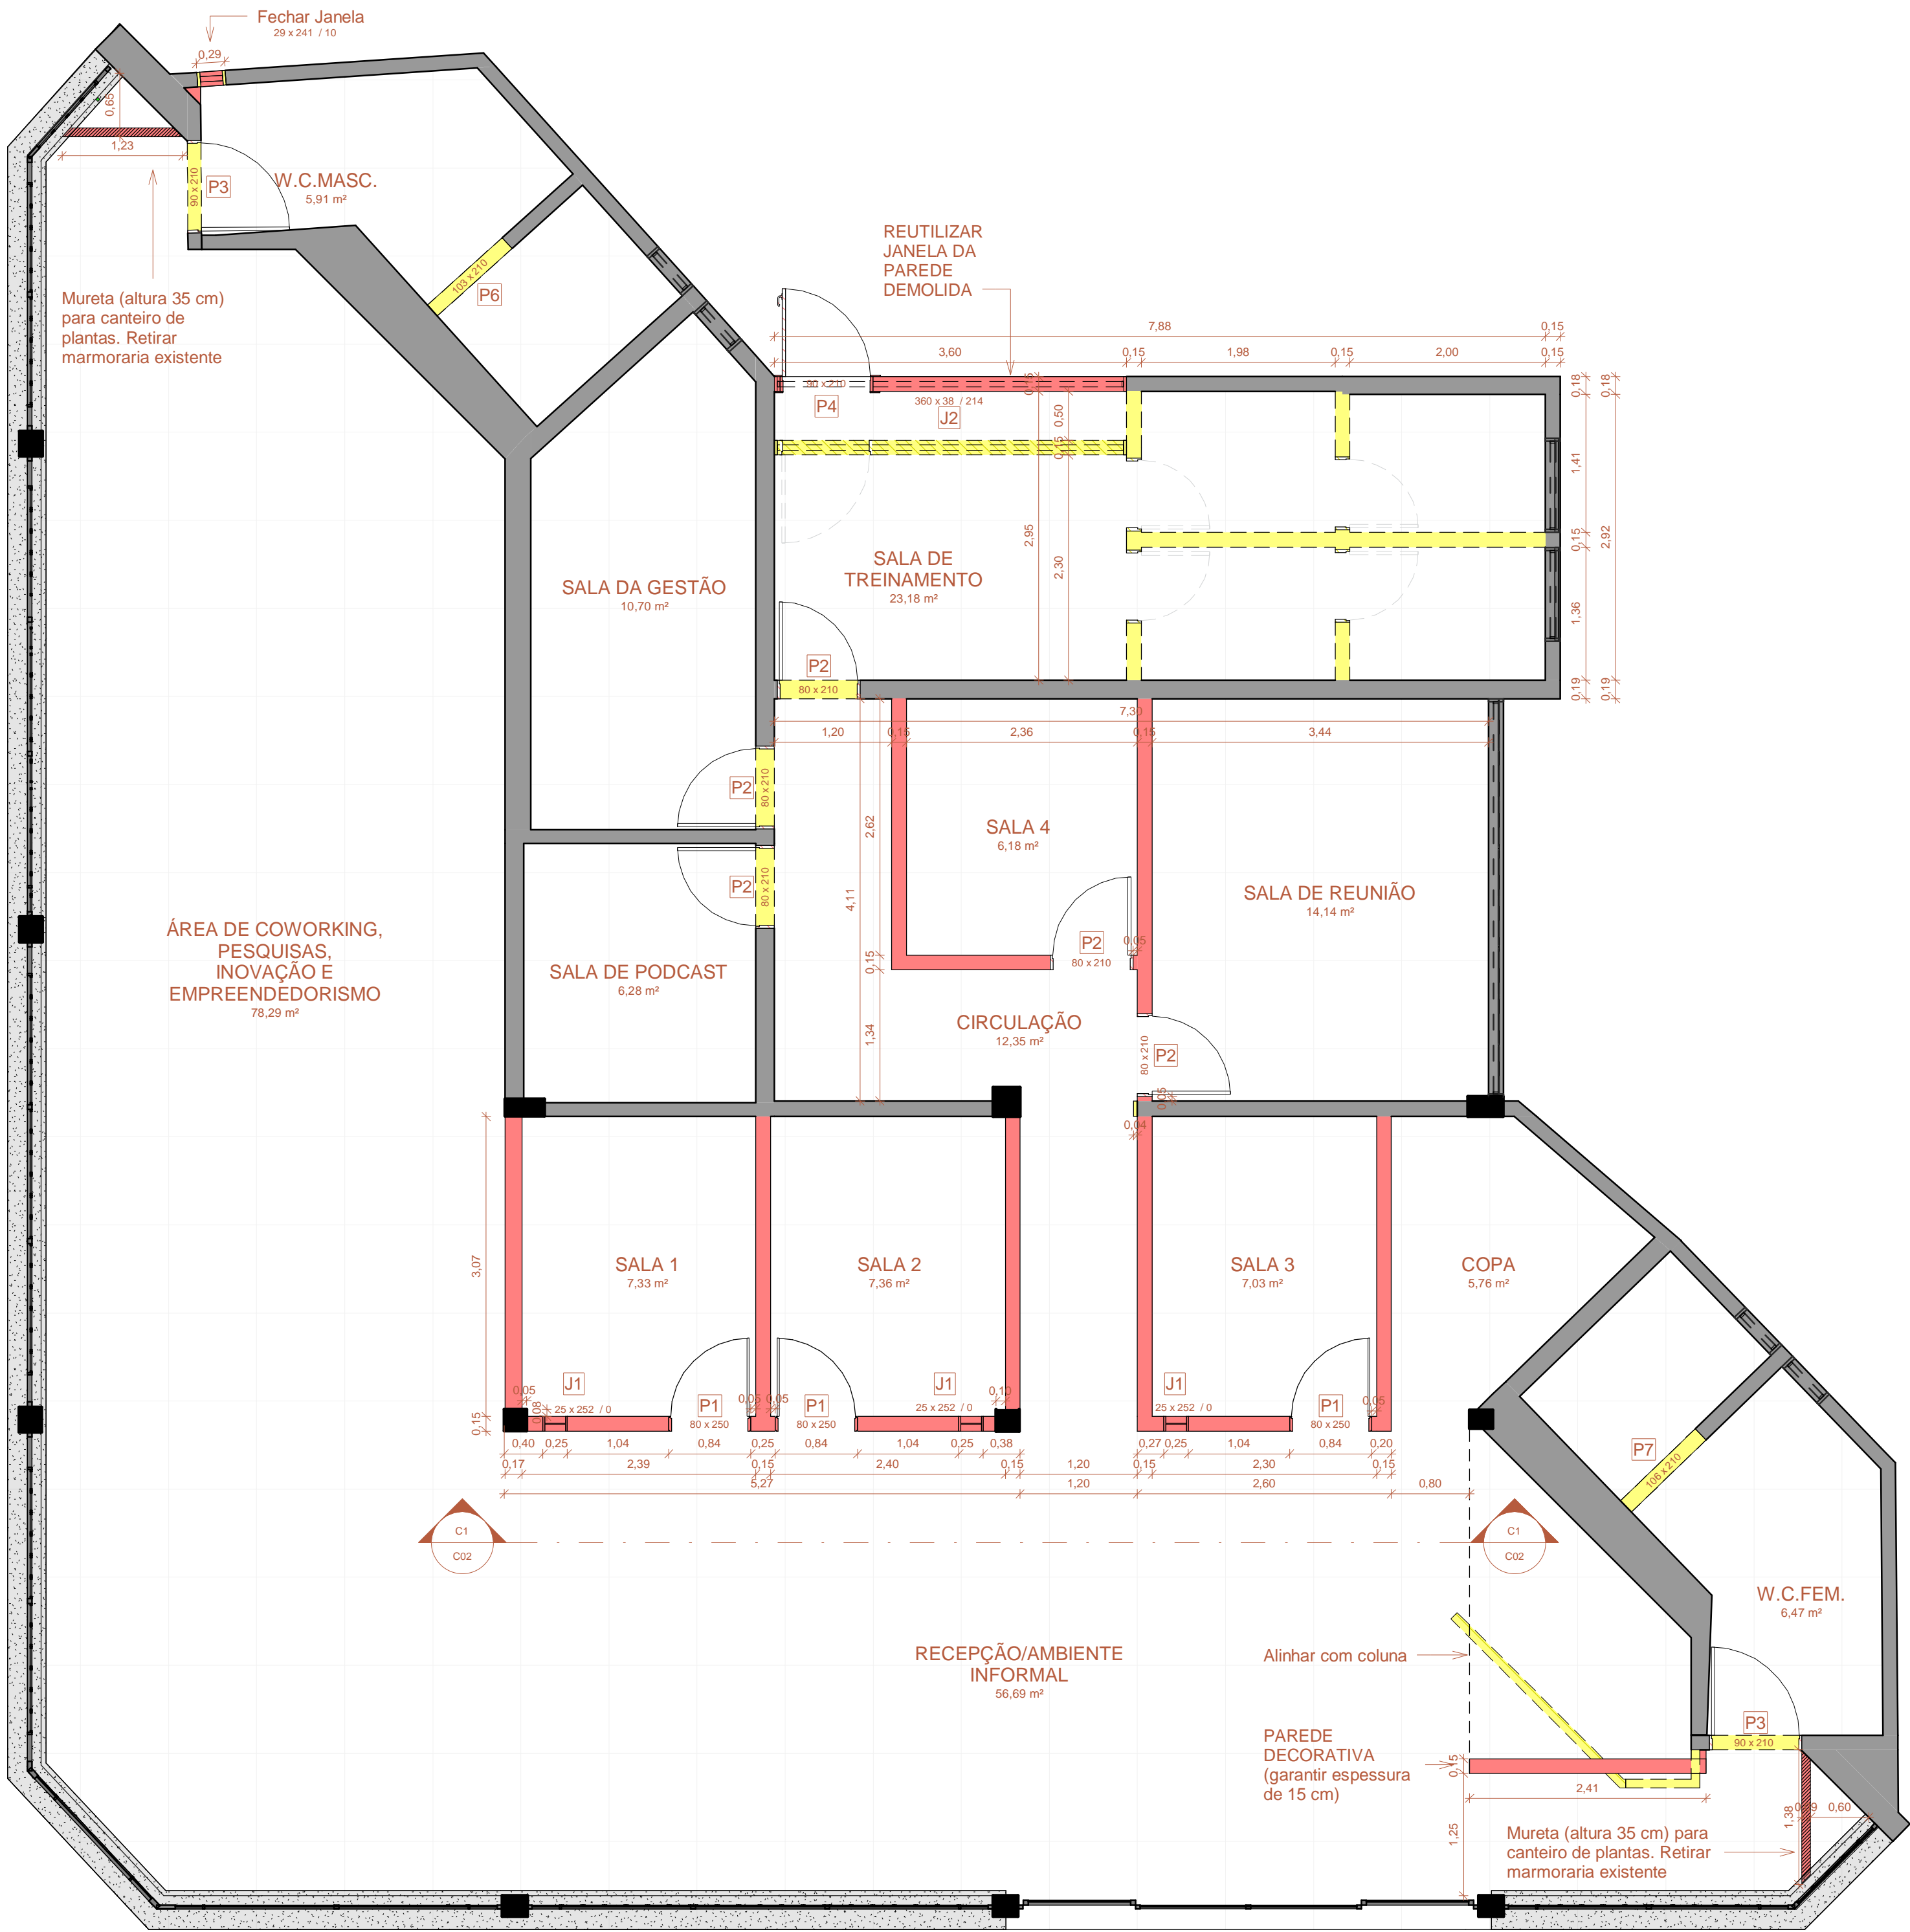 Fechar Janela
29 x 241 / 10
0,29
0,65
1,23
90 x 210
P3
W.C.MASC.
5,91 m²
Mureta (altura 35 cm)
para canteiro de
plantas. Retirar
marmoraria existente
103 x 210
P6
REUTILIZAR
JANELA DA
PAREDE
DEMOLIDA
7,88
0,15
3,60
0,15
1,98
0,15
2,00
0,15
90 x 210
P4
360 x 38 / 214
J2
0,15
0,50
0,15
2,95
2,30
0,18
0,18
1,41
0,15
2,92
1,36
0,19
0,19
SALA DE
TREINAMENTO
23,18 m²
SALA DA GESTÃO
10,70 m²
P2
80 x 210
7,30
1,20
0,15
2,36
0,15
3,44
P2
80 x 210
P2
80 x 210
2,62
4,11
0,15
1,34
SALA 4
6,18 m²
P2
80 x 210
0,05
SALA DE REUNIÃO
14,14 m²
ÁREA DE COWORKING,
PESQUISAS,
INOVAÇÃO E
EMPREENDEDORISMO
78,29 m²
SALA DE PODCAST
6,28 m²
CIRCULAÇÃO
12,35 m²
80 x 210
P2
0,05
0,04
3,07
0,15
SALA 1
7,33 m²
SALA 2
7,36 m²
SALA 3
7,03 m²
COPA
5,76 m²
0,05
0,08
J1
25 x 252 / 0
P1
80 x 250
0,05
0,05
P1
80 x 250
J1
25 x 252 / 0
0,10
J1
25 x 252 / 0
P1
80 x 250
0,05
0,40
0,25
1,04
0,84
0,25
0,84
1,04
0,25
0,38
0,27
0,25
1,04
0,84
0,20
0,17
2,39
0,15
2,40
0,15
1,20
0,15
2,30
0,15
5,27
1,20
2,60
0,80
P7
106 x 210
C1
C02
C1
C02
W.C.FEM.
6,47 m²
RECEPÇÃO/AMBIENTE
INFORMAL
56,69 m²
Alinhar com coluna
PAREDE
DECORATIVA
(garantir espessura
de 15 cm)
0,15
2,41
1,25
P3
90 x 210
1,38
0,60
Mureta (altura 35 cm) para
canteiro de plantas. Retirar
marmoraria existente